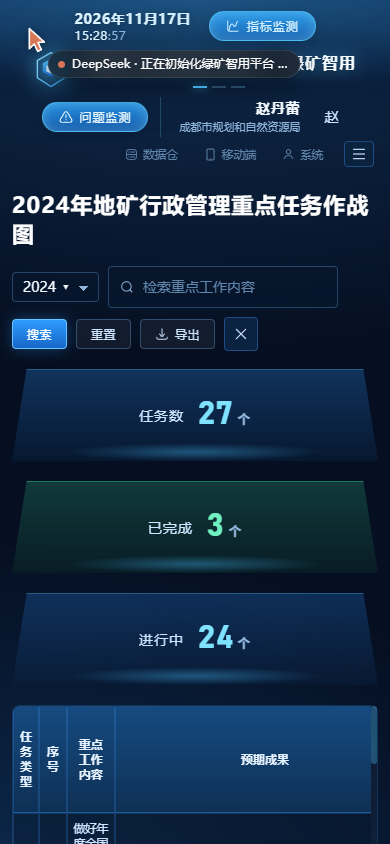 2026年11月17日
15:28:57
指标监测
DeepSeek · 正在初始化绿矿智用平台 ...
绿矿智用
问题监测
赵丹蕾
成都市规划和自然资源局
赵
数据仓
移动端
系统
2024年地矿行政管理重点任务作战
图
2024
检索重点工作内容
搜索
重置
导出
任务数 27 个
已完成 3 个
进行中 24 个
任务类型
序号
重点工作内容
预期成果
做好年
度全国